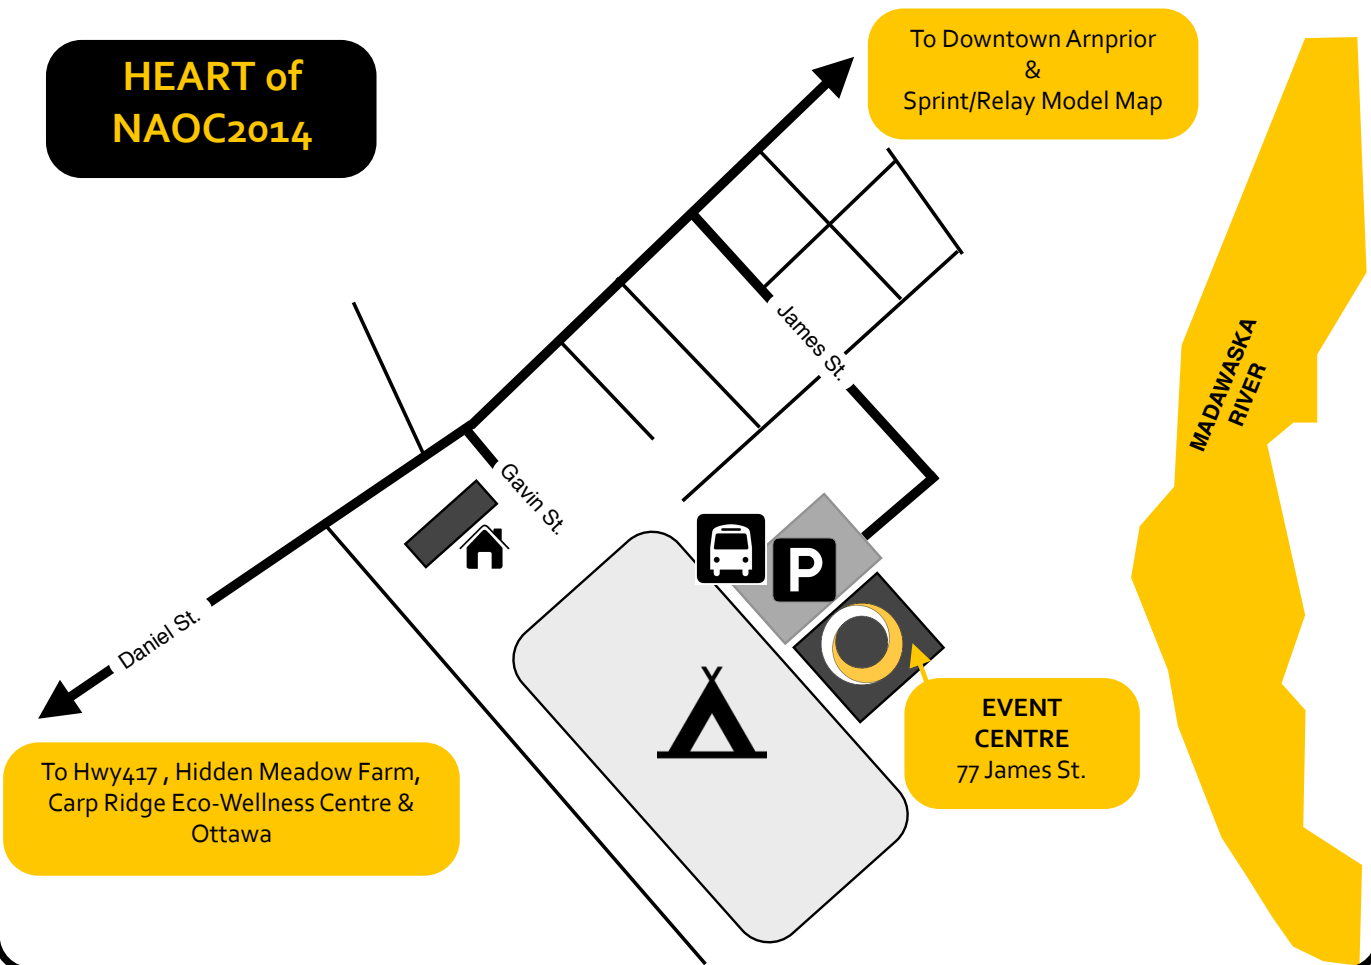 HEART of
NAOC2014
To Downtown Arnprior
&
Sprint/Relay Model Map
James St.
MADAWASKA
RIVER
Gavin St.
P
Daniel St.
EVENT
CENTRE
77 James St.
To Hwy417 , Hidden Meadow Farm,
Carp Ridge Eco-Wellness Centre &
Ottawa